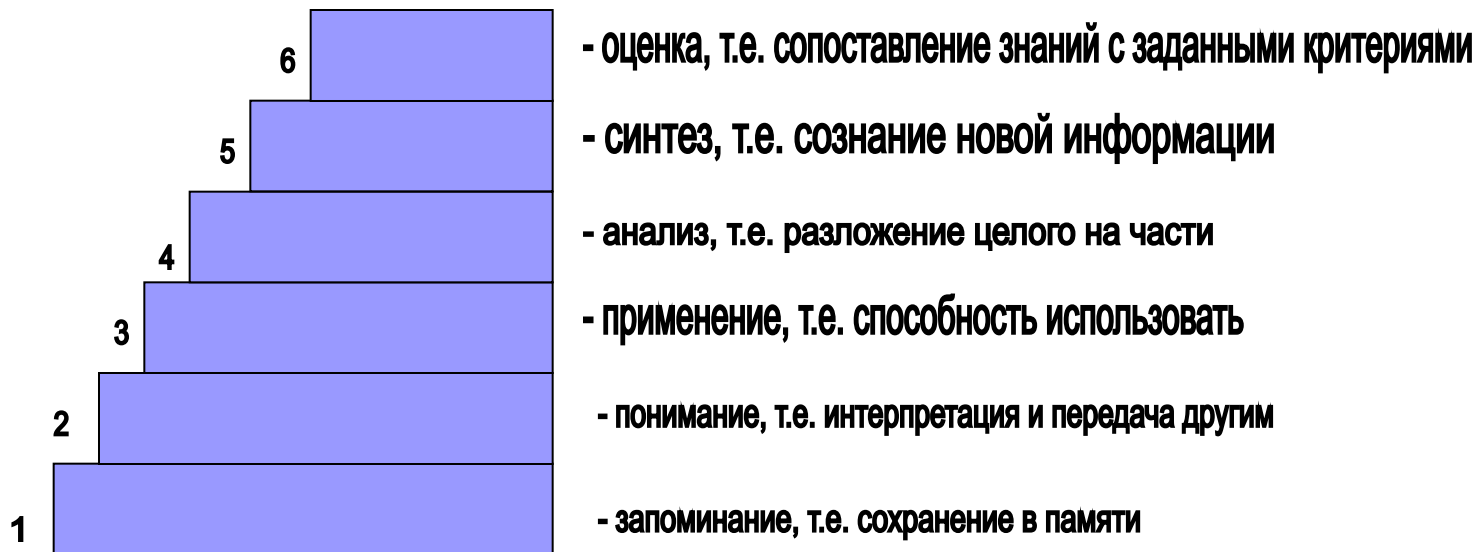 6 - оценка, т.е. сопоставление знаний с заданными критериями
5 - синтез, т.е. сознание новой информации
4 - анализ, т.е. разложение целого на части
3 - применение, т.е. способность использовать
2 - понимание, т.е. интерпретация и передача другим
1 - запоминание, т.е. сохранение в памяти